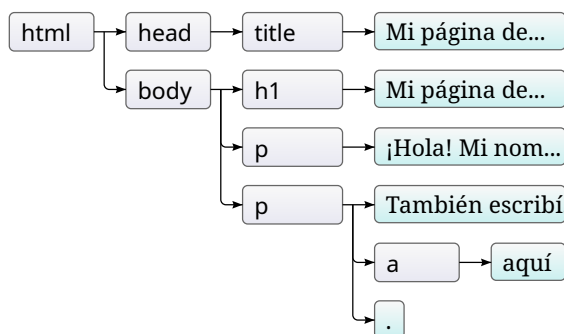 html head title Mi página de...
body h1 Mi página de...
p ¡Hola! Mi nom...
p También escribí
a aquí
.